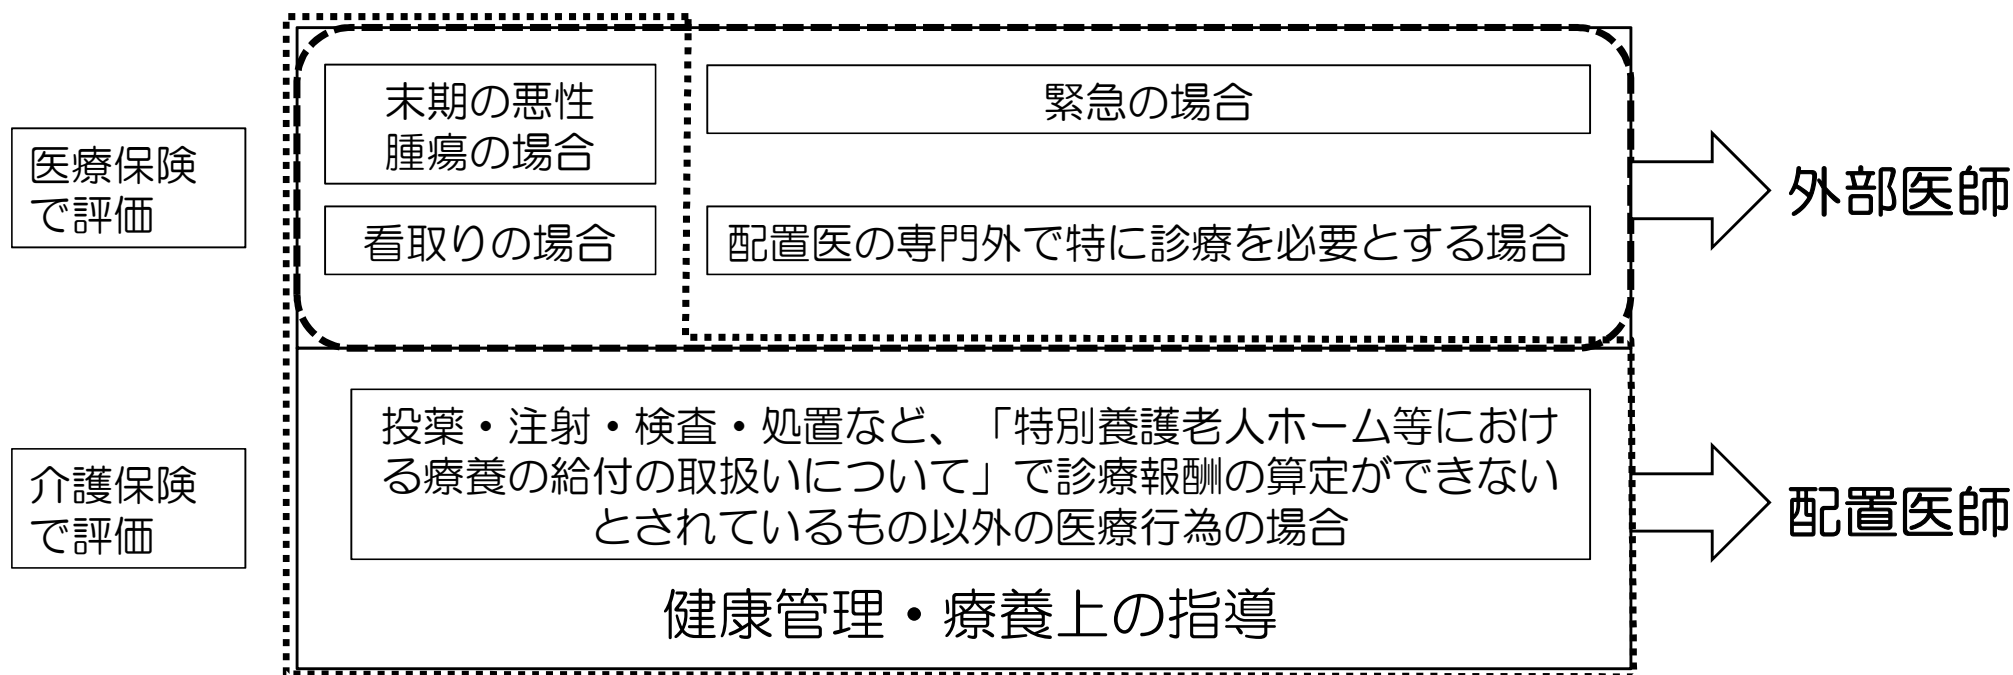 医療保険
で評価
末期の悪性
腫瘍の場合
看取りの場合
緊急の場合
配置医の専門外で特に診療を必要とする場合
外部医師
介護保険
で評価
投薬・注射・検査・処置など、「特別養護老人ホーム等におけ
る療養の給付の取扱いについて」で診療報酬の算定ができない
とされているもの以外の医療行為の場合
健康管理・療養上の指導
配置医師